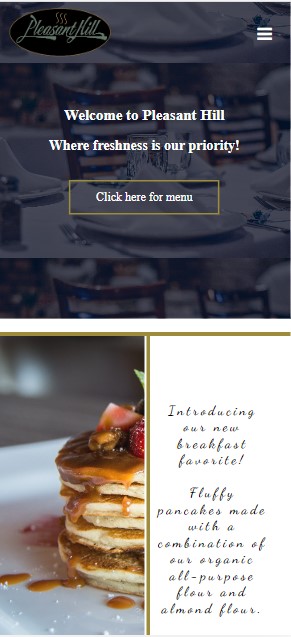 Pleasant Hill
Welcome to Pleasant Hill
Where freshness is our priority!
Click here for menu
Introducing
our new
breakfast
favorite!
Fluffy
pancakes made
with a
combination of
our organic
all-purpose
flour and
almond flour.